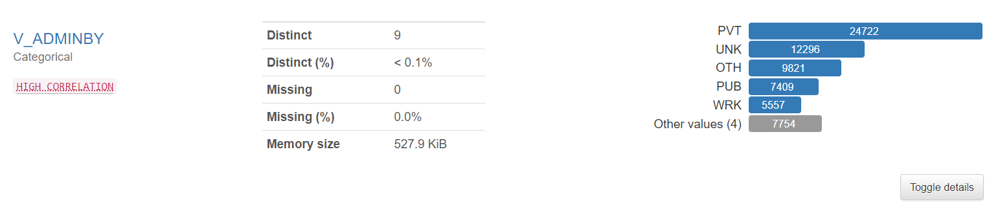 V_ADMINBY
Categorical
HIGH CORRELATION
Distinct 9
Distinct (%) < 0.1%
Missing 0
Missing (%) 0.0%
Memory size 527.9 KiB
PVT 24722
UNK 12296
OTH 9821
PUB 7409
WRK 5557
Other values (4) 7754
Toggle details